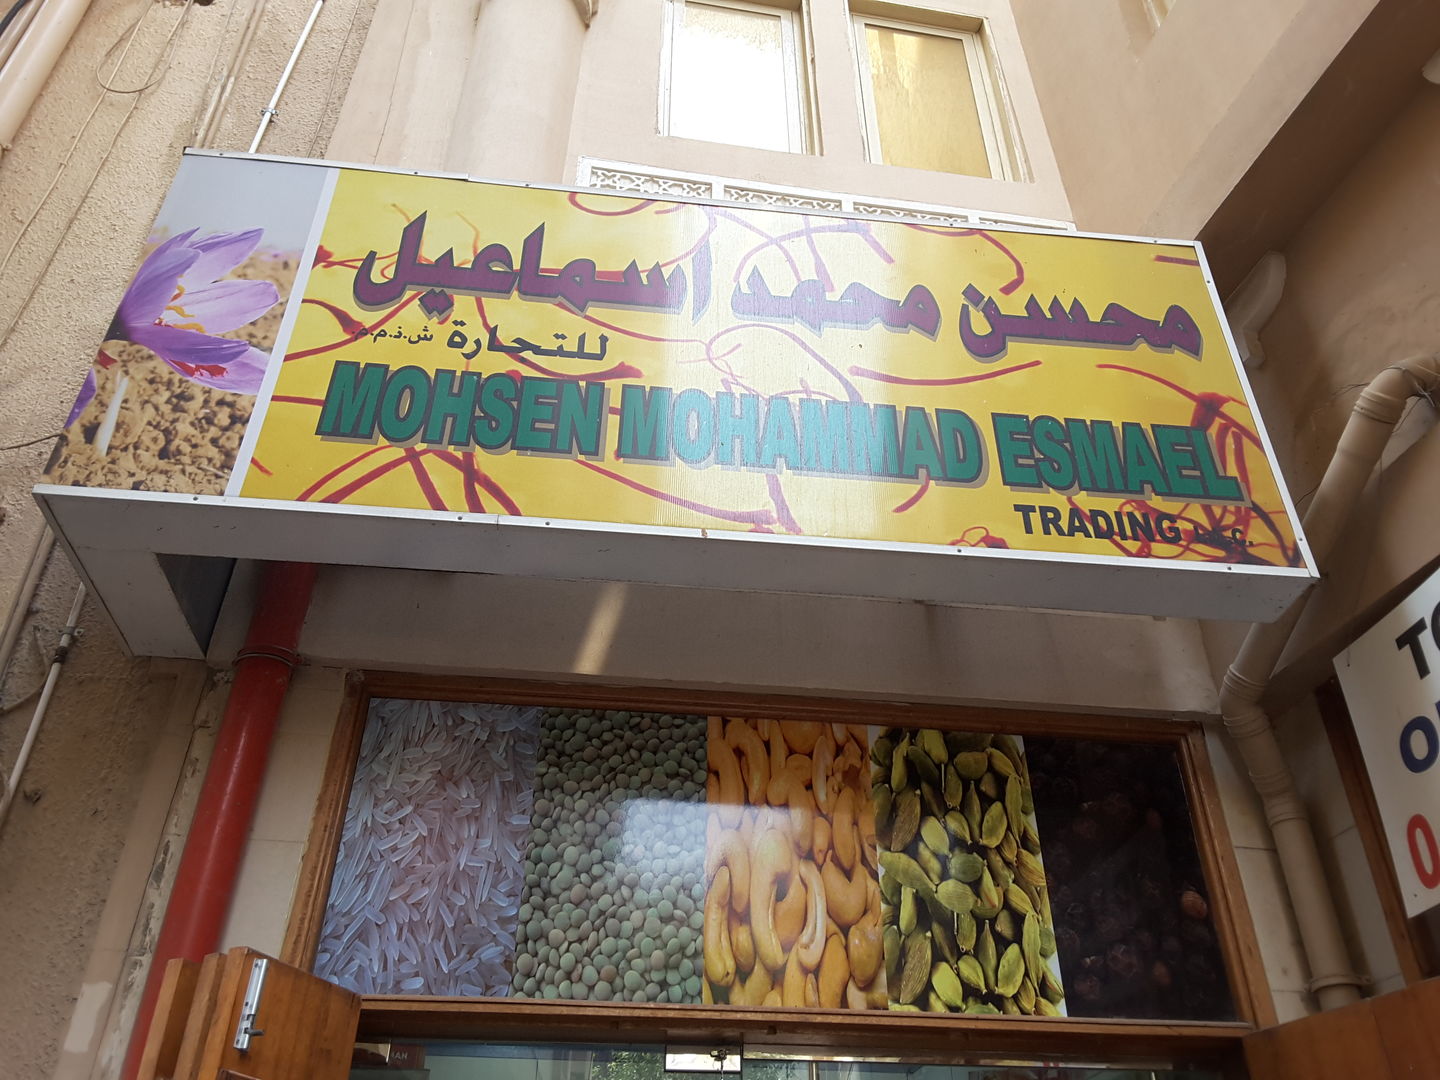 محسن محمد اسماعيل
للتجارة ش.ذ.م.م.
MOHSEN MOHAMMAD ESMAEL
TRADING L.L.C.